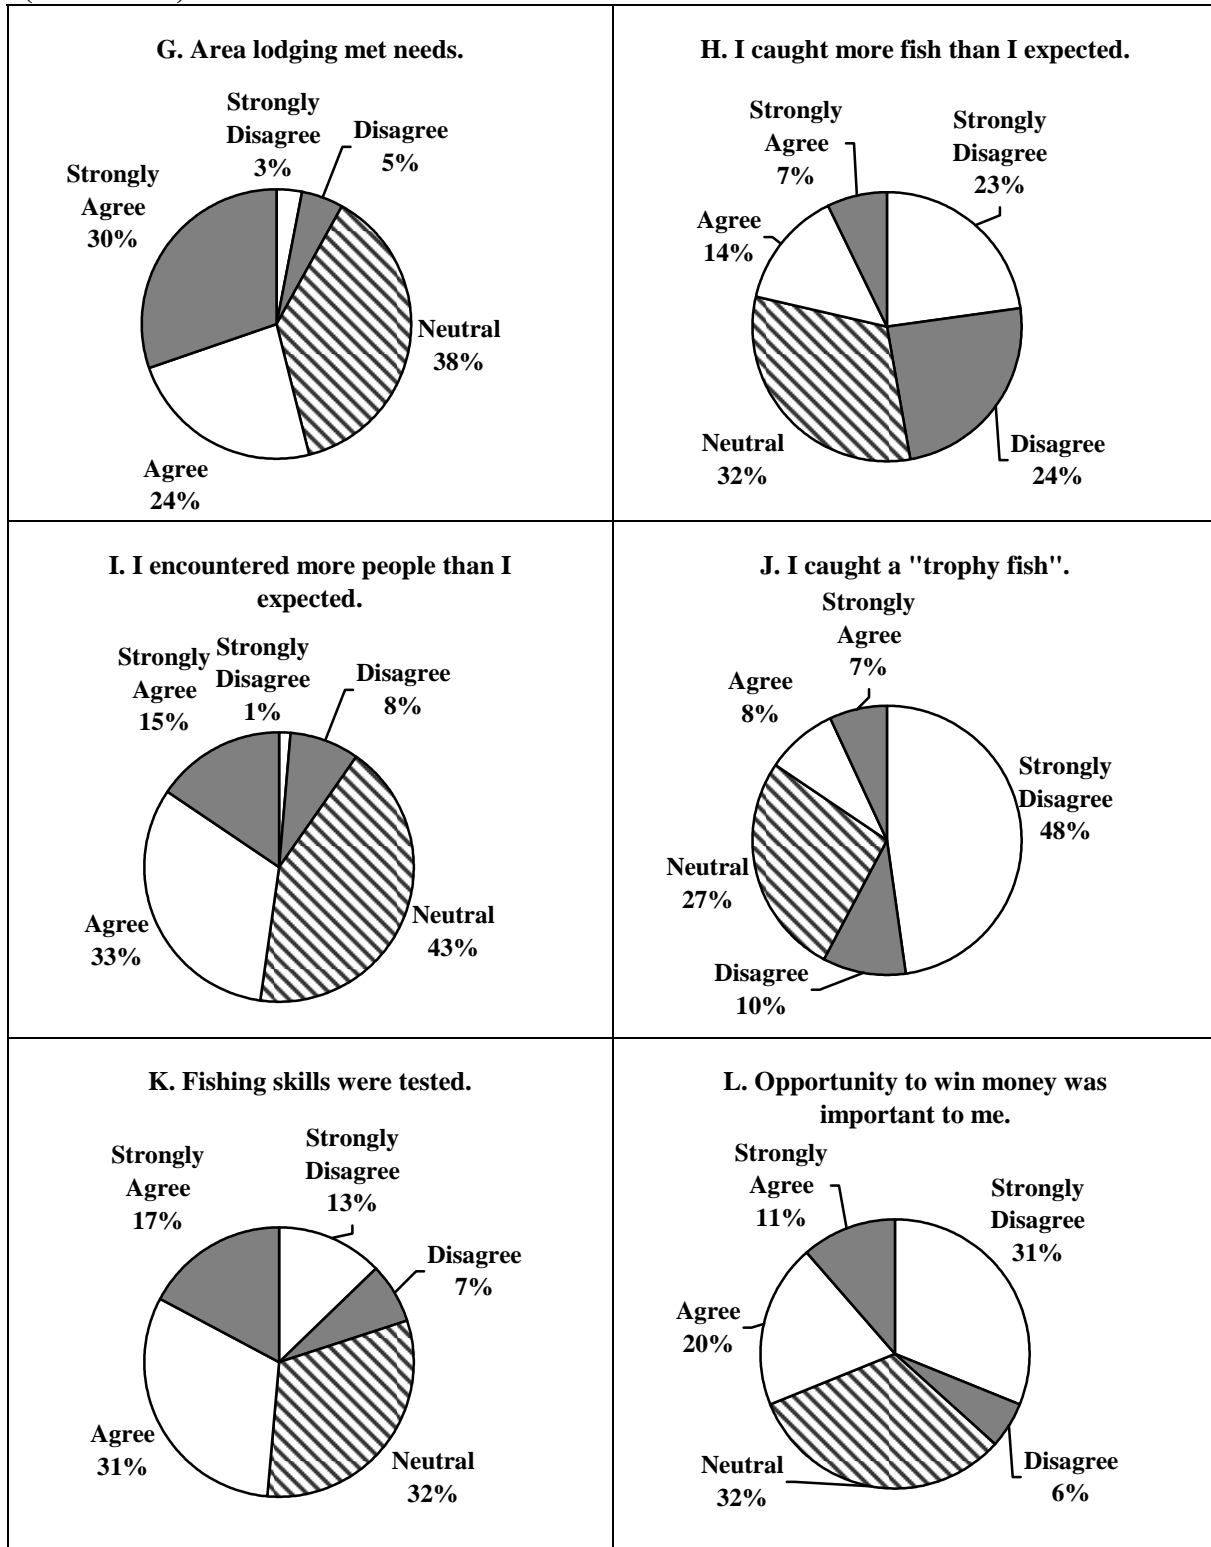 G. Area lodging met needs.
Strongly
Disagree
3%
Disagree
5%
Strongly
Agree
30%
Neutral
38%
Agree
24%
H. I caught more fish than I expected.
Strongly
Agree
7%
Strongly
Disagree
23%
Agree
14%
Neutral
32%
Disagree
24%
I. I encountered more people than I
expected.
Strongly
Agree
15%
Strongly
Disagree
1%
Disagree
8%
Agree
33%
Neutral
43%
J. I caught a "trophy fish".
Strongly
Agree
7%
Agree
8%
Strongly
Disagree
48%
Neutral
27%
Disagree
10%
K. Fishing skills were tested.
Strongly
Agree
17%
Strongly
Disagree
13%
Disagree
7%
Agree
31%
Neutral
32%
L. Opportunity to win money was
important to me.
Strongly
Agree
11%
Strongly
Disagree
31%
Agree
20%
Neutral
32%
Disagree
6%